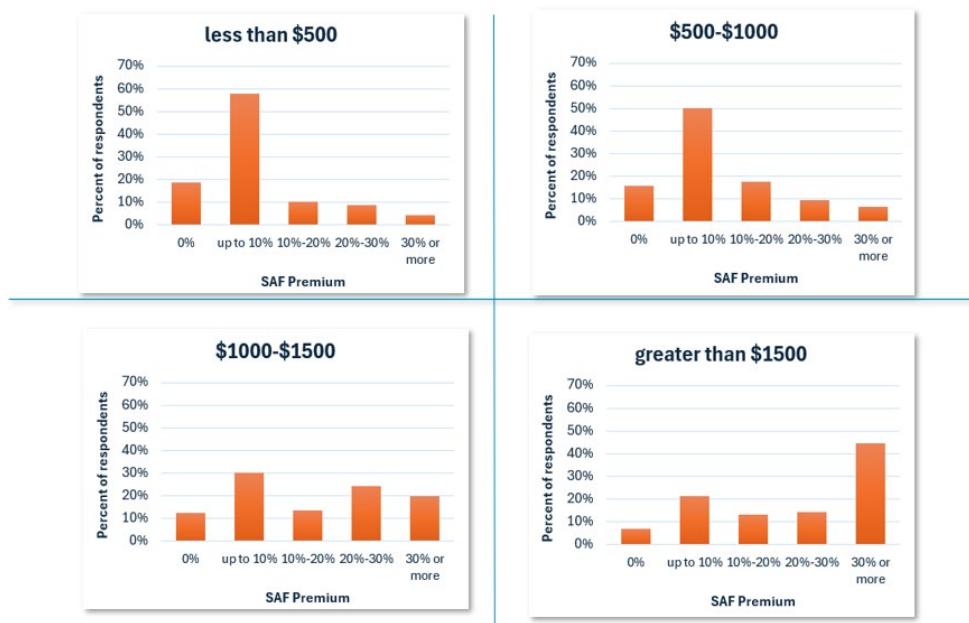 less than $500
Percent of respondents
70%
60%
50%
40%
30%
20%
10%
0%
0% up to 10% 10%-20% 20%-30% 30% or
more
SAF Premium
$500-$1000
Percent of respondents
70%
60%
50%
40%
30%
20%
10%
0%
0% up to 10% 10%-20% 20%-30% 30% or
more
SAF Premium
$1000-$1500
Percent of respondents
70%
60%
50%
40%
30%
20%
10%
0%
0% up to 10% 10%-20% 20%-30% 30% or
more
SAF Premium
greater than $1500
Percent of respondents
70%
60%
50%
40%
30%
20%
10%
0%
0% up to 10% 10%-20% 20%-30% 30% or
more
SAF Premium